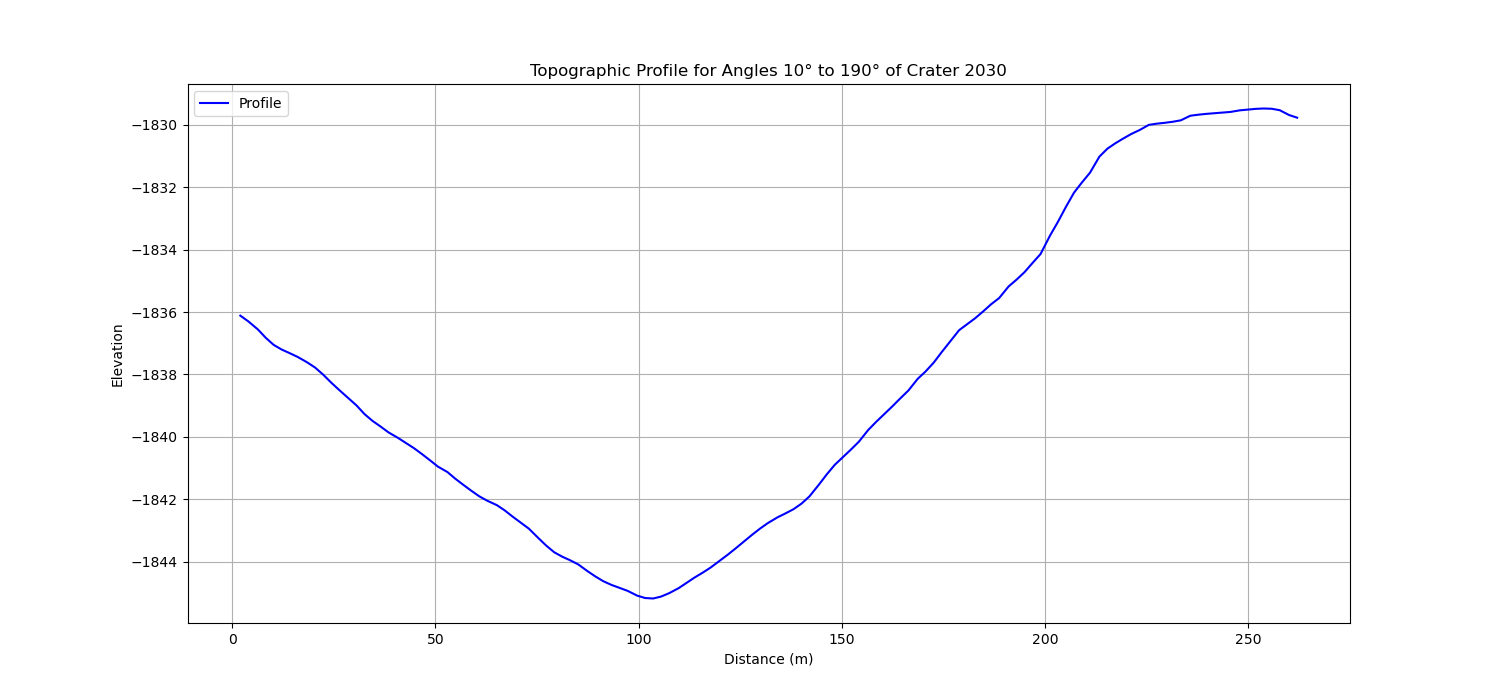 Topographic Profile for Angles 10° to 190° of Crater 2030
Profile
−1830
−1832
−1834
−1836
−1838
−1840
−1842
−1844
Elevation
0 50 100 150 200 250
Distance (m)